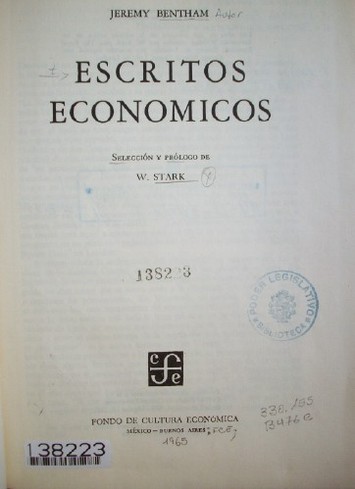 JEREMY BENTHAM Autor
ESCRITOS
ECONOMICOS
SELECCIÓN Y PRÓLOGO DE
W. STARK
138223
PODER LEGISLATIVO
BIBLIOTECA
c f e
FONDO DE CULTURA ECONOMICA
MÉXICO — BUENOS AIRES ; FCE,
1965
330.155
B476e
138223